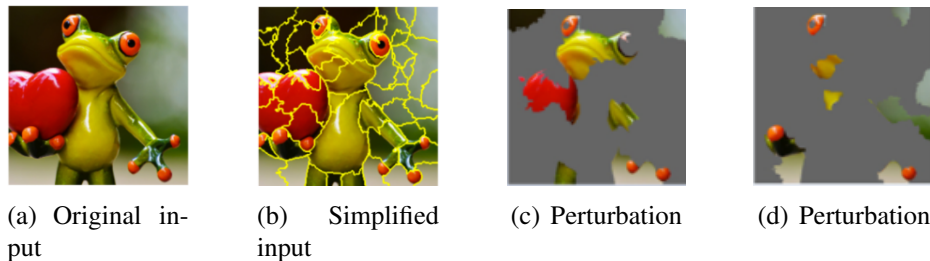 (a) Original in-
put
(b) Simplified
input
(c) Perturbation
(d) Perturbation